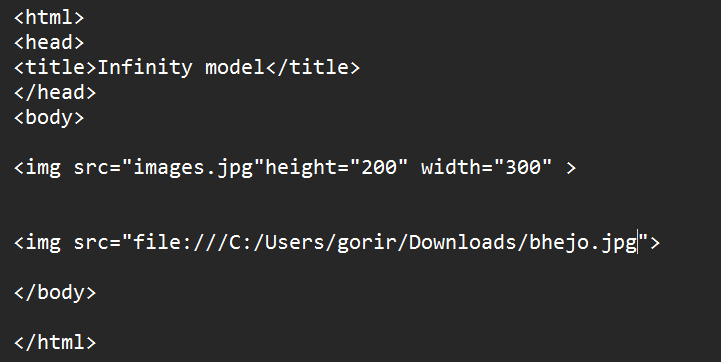 <html>
<head>
<title>Infinity model</title>
</head>
<body>
<img src="images.jpg"height="200" width="300" >
<img src="file:///C:/Users/gorir/Downloads/bhejo.jpg">
</body>
</html>